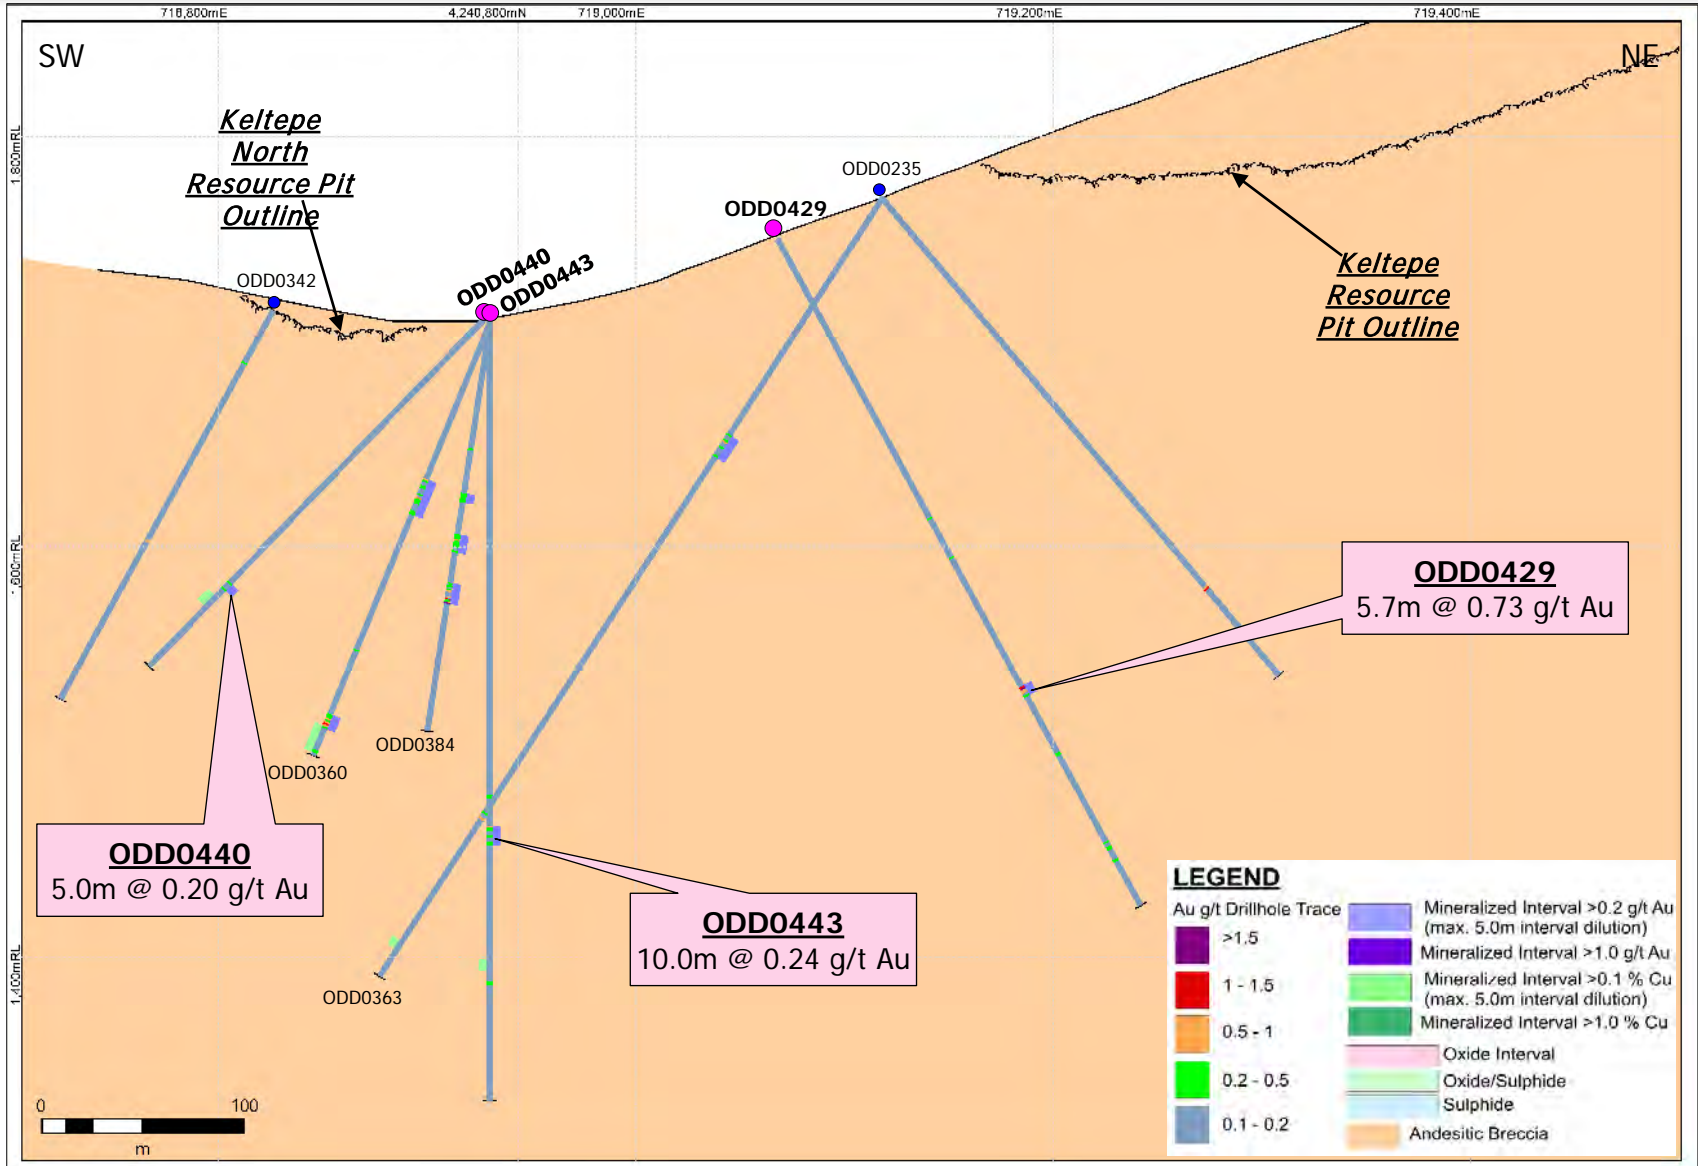 718,800mE
4,240,800mN
719,000mE
719,200mE
719,400mE
SW
NE
Keltepe
North
Resource Pit
Outline
1800mRL
ODD0342
ODD0440
ODD0443
ODD0429
ODD0235
Keltepe
Resource
Pit Outline
,600mRL
ODD0429
5.7m @ 0.73 g/t Au
ODD0384
ODD0360
ODD0440
5.0m @ 0.20 g/t Au
ODD0443
10.0m @ 0.24 g/t Au
1,400mRL
ODD0363
0
100
m
LEGEND
Au g/t Drillhole Trace
>1.5
1 - 1.5
0.5 - 1
0.2 - 0.5
0.1 - 0.2
Mineralized Interval >0.2 g/t Au
(max. 5.0m interval dilution)
Mineralized Interval >1.0 g/t Au
Mineralized Interval >0.1 % Cu
(max. 5.0m interval dilution)
Mineralized Interval >1.0 % Cu
Oxide Interval
Oxide/Sulphide
Sulphide
Andesitic Breccia